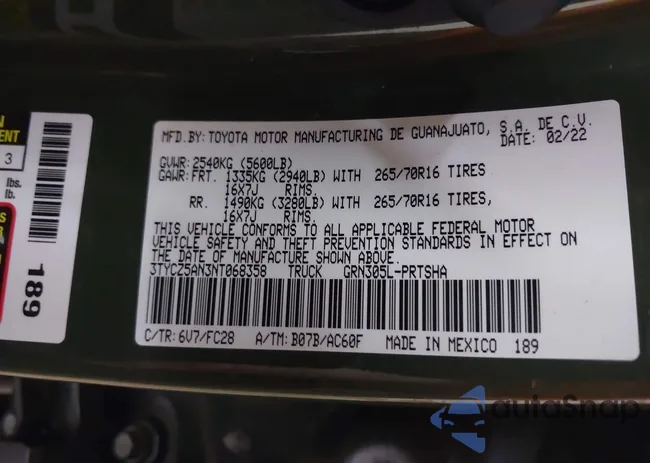 MFD.BY: TOYOTA MOTOR MANUFACTURING DE GUANAJUATO, S.A. DE C.V.
DATE: 02/22
GVWR: 2540KG (5600LB)
GAWR: FRT. 1335KG (2940LB) WITH 265/70R16 TIRES
16X7J RIMS.
RR. 1490KG (3280LB) WITH 265/70R16 TIRES,
16X7J RIMS.
THIS VEHICLE CONFORMS TO ALL APPLICABLE FEDERAL MOTOR
VEHICLE SAFETY AND THEFT PREVENTION STANDARDS IN EFFECT ON
THE DATE OF MANUFACTURE SHOWN ABOVE.
3TYCZ5AN3NT068358 TRUCK GRN305L-PRTSHA
C/TR: 6V7/FC28 A/TM: B07B/AC60F MADE IN MEXICO 189
3
lbs.
lb.
189
autoSnap